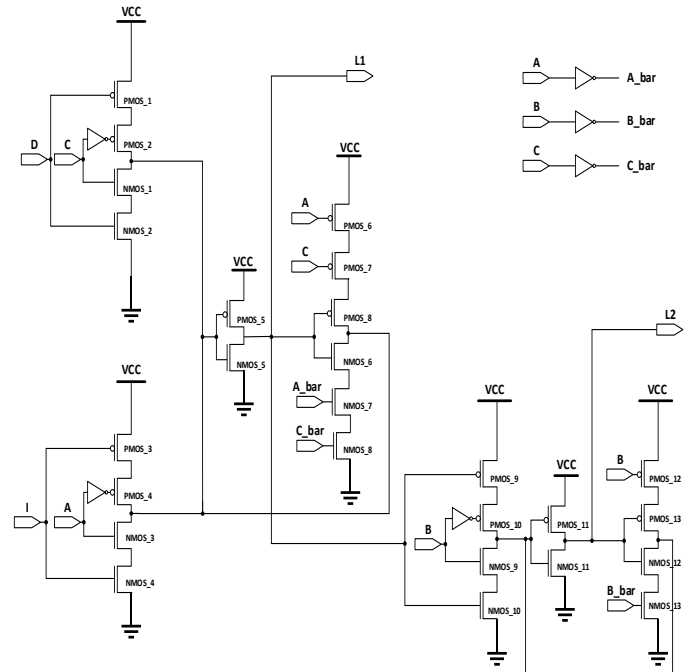 VCC
L1
A
A_bar
PMOS_1
B
B_bar
PMOS_2
VCC
D
C
C
C_bar
NMOS_1
A
PMOS_6
NMOS_2
VCC
C
PMOS_7
PMOS_5
PMOS_8
L2
NMOS_5
NMOS_6
VCC
A_bar
NMOS_7
VCC
VCC
C_bar
NMOS_8
PMOS_3
VCC
B
PMOS_9
PMOS_12
I
A
PMOS_4
B
PMOS_10
PMOS_11
PMOS_13
NMOS_3
NMOS_9
NMOS_11
NMOS_12
NMOS_4
B_bar
NMOS_10
NMOS_13